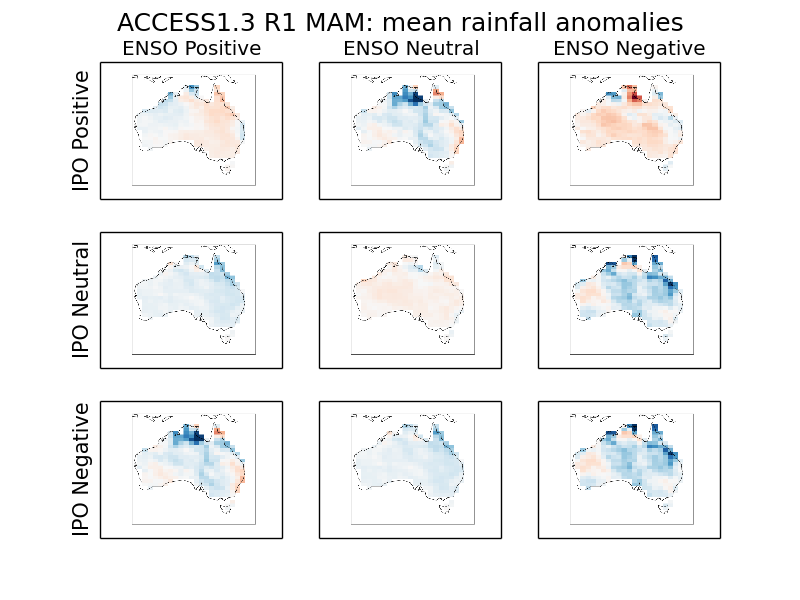 ACCESS1.3 R1 MAM: mean rainfall anomalies
ENSO Positive
ENSO Neutral
ENSO Negative
IPO Positive
IPO Neutral
IPO Negative